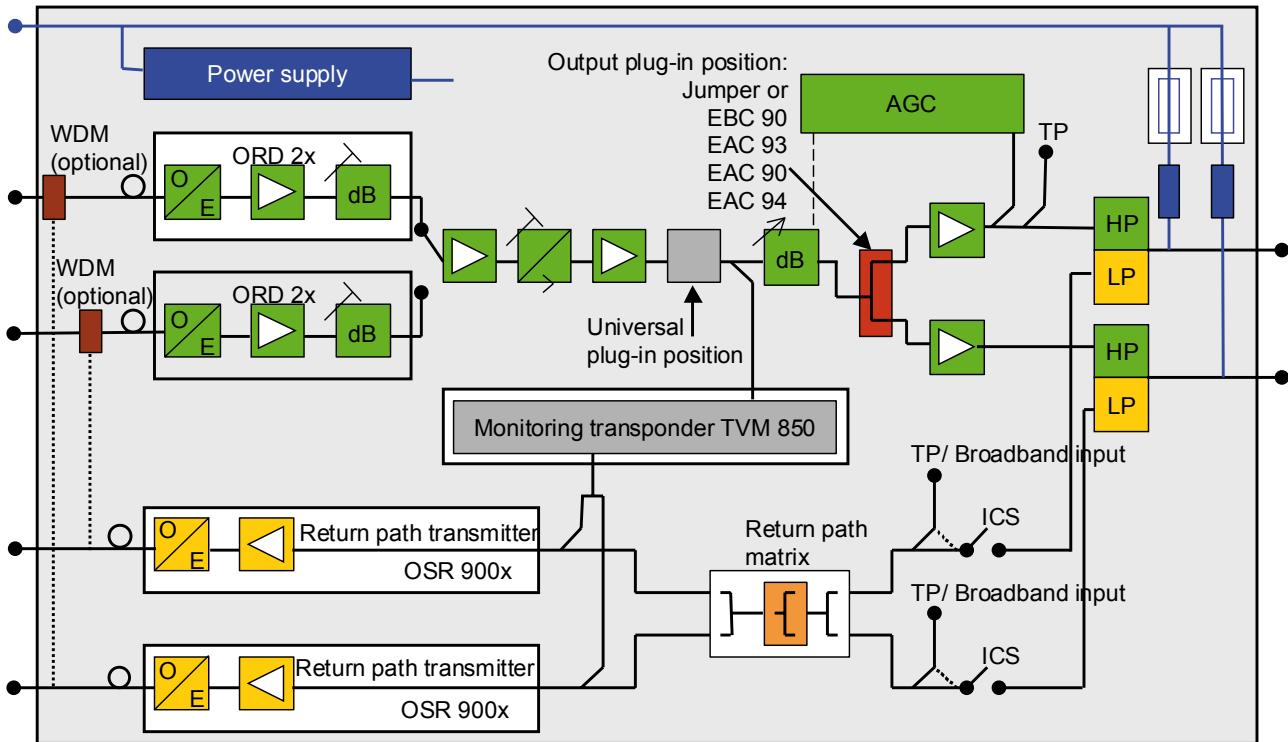 Power supply
Output plug-in position:
Jumper or
EBC 90
EAC 93
EAC 90
EAC 94
AGC
TP
WDM
(optional)
ORD 2x
O
E
dB
HP
LP
WDM
(optional)
ORD 2x
O
E
dB
dB
Universal
plug-in position
HP
LP
Monitoring transponder TVM 850
TP/ Broadband input
ICS
O
E
Return path transmitter
OSR 900x
Return path
matrix
TP/ Broadband input
ICS
O
E
Return path transmitter
OSR 900x